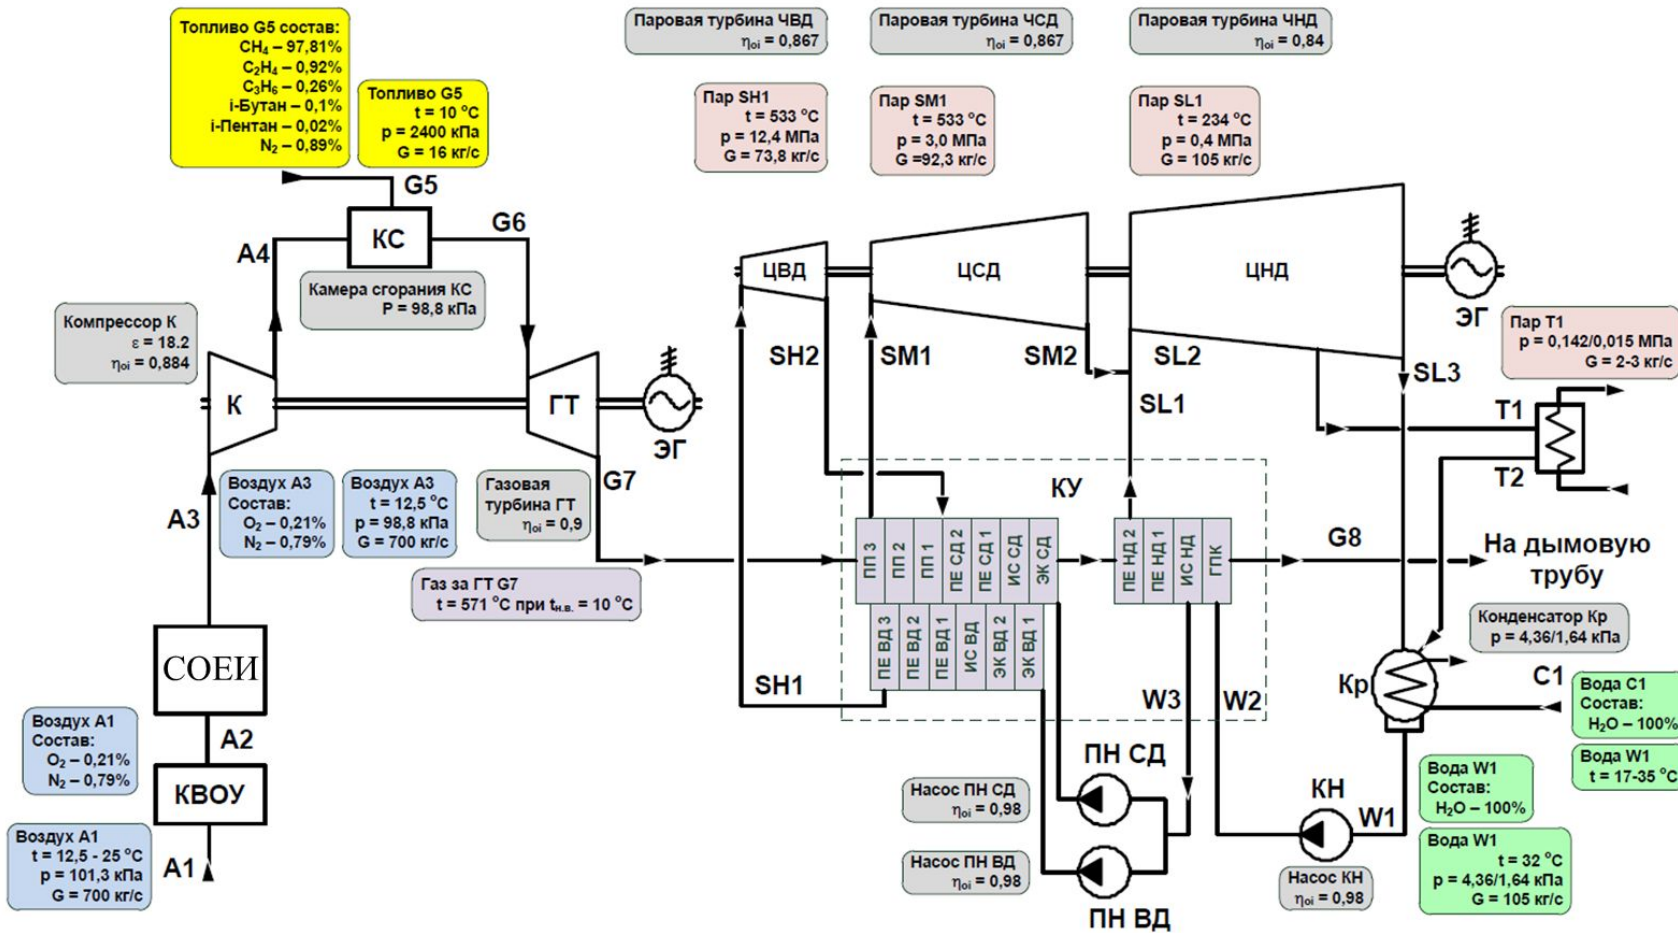 Топливо G5 состав:
CH₄ – 97,81%
C₂H₄ – 0,92%
C₃H₆ – 0,26%
i-Бутан – 0,1%
i-Пентан – 0,02%
N₂ – 0,89%
Топливо G5
t = 10 °C
p = 2400 кПа
G = 16 кг/с
Паровая турбина ЧВД
ηoi = 0,867
Паровая турбина ЧСД
ηoi = 0,867
Паровая турбина ЧНД
ηoi = 0,84
Пар SH1
t = 533 °C
p = 12,4 МПа
G = 73,8 кг/с
Пар SM1
t = 533 °C
p = 3,0 МПа
G =92,3 кг/с
Пар SL1
t = 234 °C
p = 0,4 МПа
G = 105 кг/с
G5
КС
G6
A4
Камера сгорания КС
P = 98,8 кПа
Компрессор К
ε = 18.2
ηoi = 0,884
К
ГТ
ЭГ
ЦВД
ЦСД
ЦНД
ЭГ
Пар Т1
p = 0,142/0,015 МПа
G = 2-3 кг/с
SH2
SM1
SM2
SL2
SL1
SL3
T1
T2
A3
Воздух А3
Состав:
O₂ – 0,21%
N₂ – 0,79%
Воздух А3
t = 12,5 °C
p = 98,8 кПа
G = 700 кг/с
Газовая
турбина ГТ
ηoi = 0,9
G7
Газ за ГТ G7
t = 571 °C при tн.в. = 10 °C
КУ
ПП 3
ПП 2
ПП 1
ПЕ СД 2
ПЕ СД 1
ИС СД
ЭК СД
ПЕ НД 2
ПЕ НД 1
ИС НД
ГПК
ПЕ ВД 3
ПЕ ВД 2
ПЕ ВД 1
ИС ВД
ЭК ВД 2
ЭК ВД 1
G8
На дымовую
трубу
SH1
W3
W2
Конденсатор Кр
p = 4,36/1,64 кПа
Кр
C1
Вода С1
Состав:
H₂O – 100%
Вода W1
t = 17-35 °C
СОЕИ
A2
КВОУ
A1
Воздух А1
Состав:
O₂ – 0,21%
N₂ – 0,79%
Воздух А1
t = 12,5 - 25 °C
p = 101,3 кПа
G = 700 кг/с
ПН СД
Насос ПН СД
ηoi = 0,98
Насос ПН ВД
ηoi = 0,98
ПН ВД
КН
W1
Насос КН
ηoi = 0,98
Вода W1
Состав:
H₂O – 100%
Вода W1
t = 32 °C
p = 4,36/1,64 кПа
G = 105 кг/с